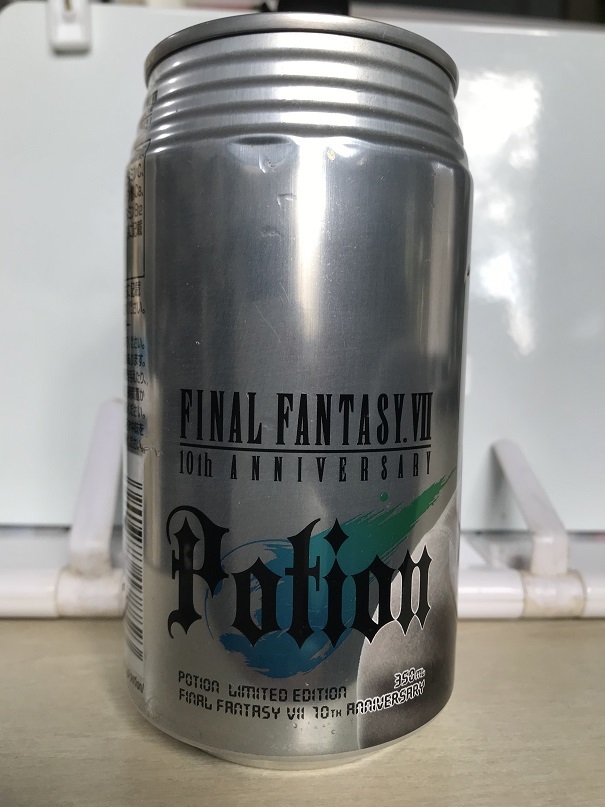 FINAL FANTASY.VII
10th ANNIVERSARY
Potion
POTION LIMITED EDITION
350ml
FINAL FANTASY VII 10TH ANNIVERSARY